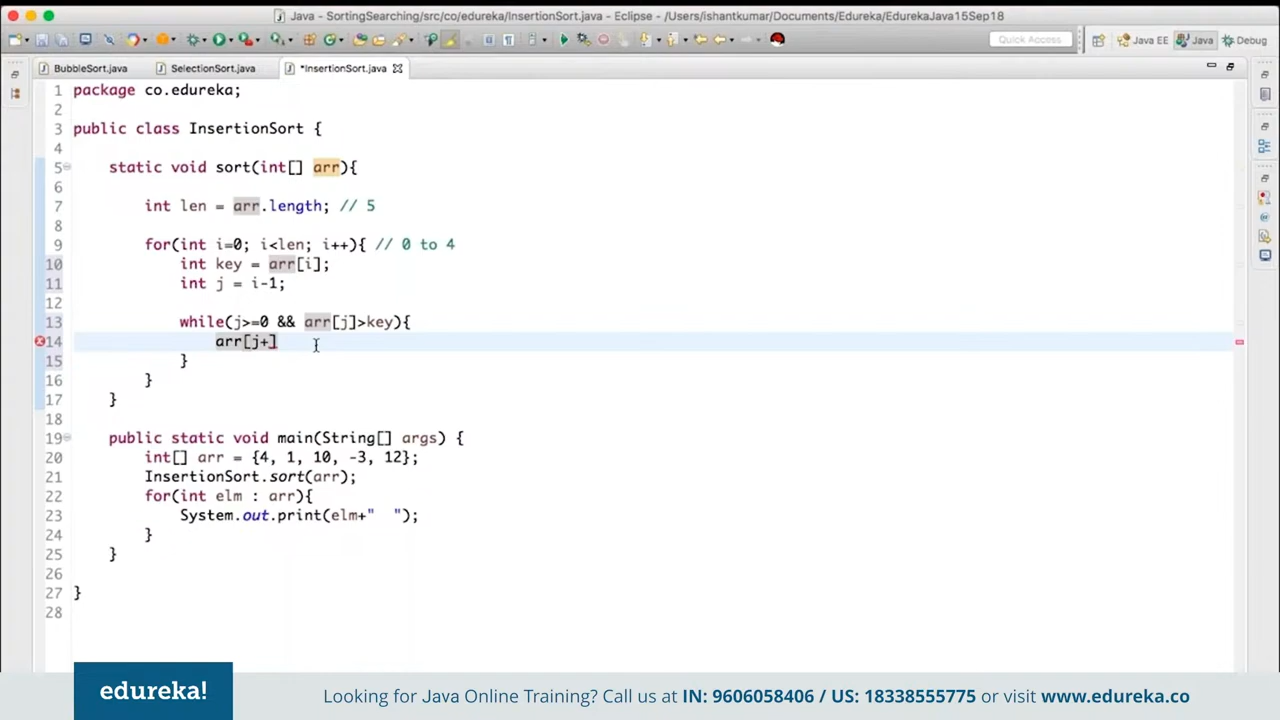 Java - SortingSearching/src/co/edureka/InsertionSort.java - Eclipse - /Users/ishantkumar/Documents/Edureka/EdurekaJava15Sep18
Quick Access
Java EE
Java
Debug
BubbleSort.java
SelectionSort.java
*InsertionSort.java
1 package co.edureka;
2
3 public class InsertionSort {
4
5 static void sort(int[] arr){
6
7 int len = arr.length; // 5
8
9 for(int i=0; i<len; i++){ // 0 to 4
10 int key = arr[i];
11 int j = i-1;
12
13 while(j>=0 && arr[j]>key){
14 arr[j+]
15 }
16 }
17 }
18
19 public static void main(String[] args) {
20 int[] arr = {4, 1, 10, -3, 12};
21 InsertionSort.sort(arr);
22 for(int elm : arr){
23 System.out.print(elm+"  ");
24 }
25 }
26
27 }
28
edureka!
Looking for Java Online Training? Call us at IN: 9606058406 / US: 18338555775 or visit www.edureka.co